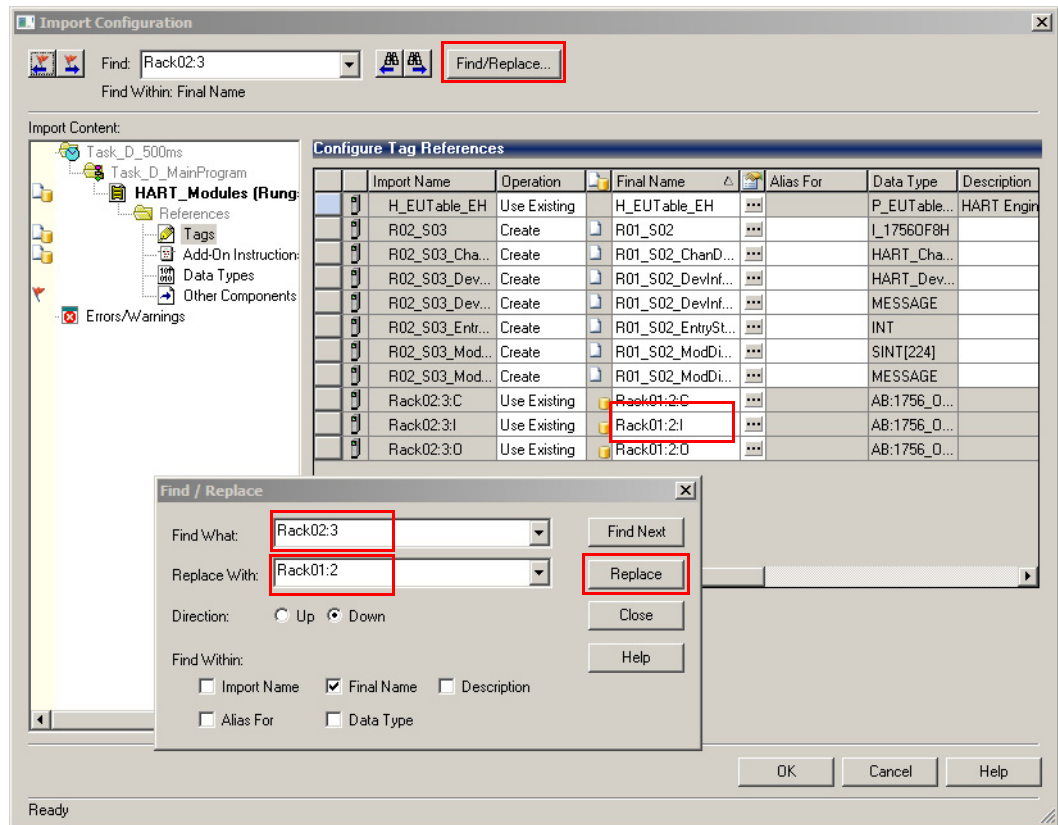 Import Configuration
Find: Rack02:3 Find/Replace...
Find Within: Final Name
Import Content:
Task_D_500ms
Task_D_MainProgram
HART_Modules (Rung
References
Tags
Add-On Instruction
Data Types
Other Components
Errors/Warnings
Configure Tag References
Import Name Operation Final Name Alias For Data Type Description
H_EUTable_EH Use Existing H_EUTable_EH ... P_EUTable... HART Engin
R02_S03 Create R01_S02 ... I_1756OF8H
R02_S03_Cha... Create R01_S02_ChanD... ... HART_Cha...
R02_S03_Dev... Create R01_S02_DevInf... ... HART_Dev...
R02_S03_Dev... Create R01_S02_DevInf... ... MESSAGE
R02_S03_Entr... Create R01_S02_EntrySt... ... INT
R02_S03_Mod... Create R01_S02_ModDi... ... SINT[224]
R02_S03_Mod... Create R01_S02_ModDi... ... MESSAGE
Rack02:3:C Use Existing Rack01:2:C ... AB:1756_O...
Rack02:3:I Use Existing Rack01:2:I ... AB:1756_O...
Rack02:3:O Use Existing Rack01:2:O ... AB:1756_O...
Find / Replace
Find What: Rack02:3 Find Next
Replace With: Rack01:2 Replace
Direction: Up Down Close
Find Within: Help
Import Name Final Name Description
Alias For Data Type
OK Cancel Help
Ready